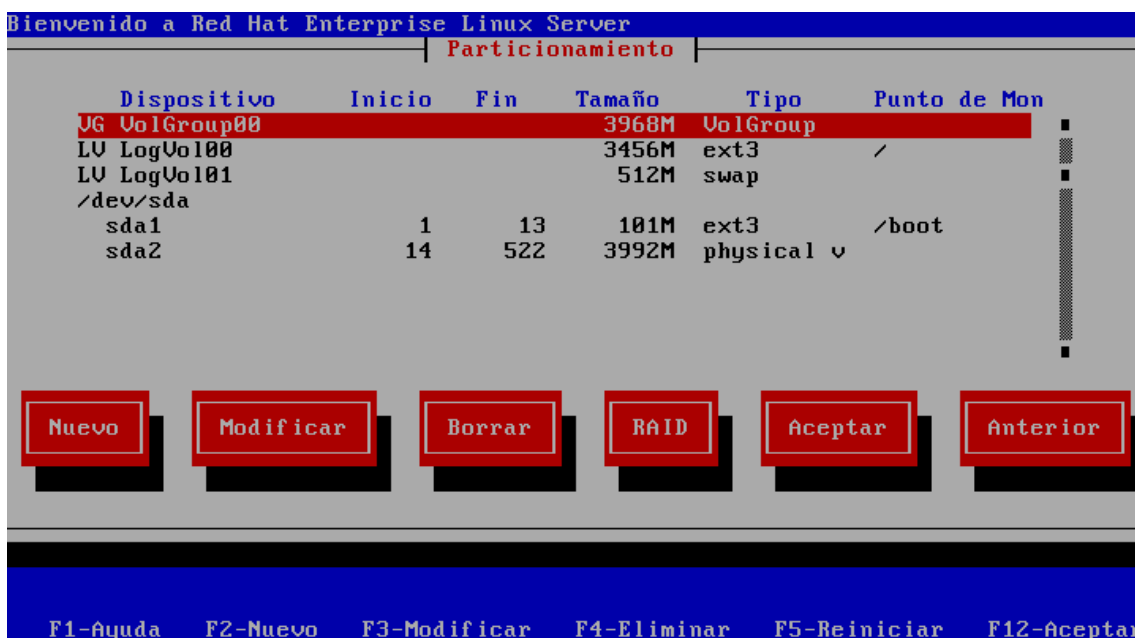 Bienvenido a Red Hat Enterprise Linux Server
Particionamiento
Dispositivo Inicio Fin Tamaño Tipo Punto de Mon
VG VolGroup00 3968M VolGroup
LV LogVol00 3456M ext3 /
LV LogVol01 512M swap
/dev/sda
sda1 1 13 101M ext3 /boot
sda2 14 522 3992M physical v
Nuevo Modificar Borrar RAID Aceptar Anterior
F1-Ayuda F2-Nuevo F3-Modificar F4-Eliminar F5-Reiniciar F12-Aceptar